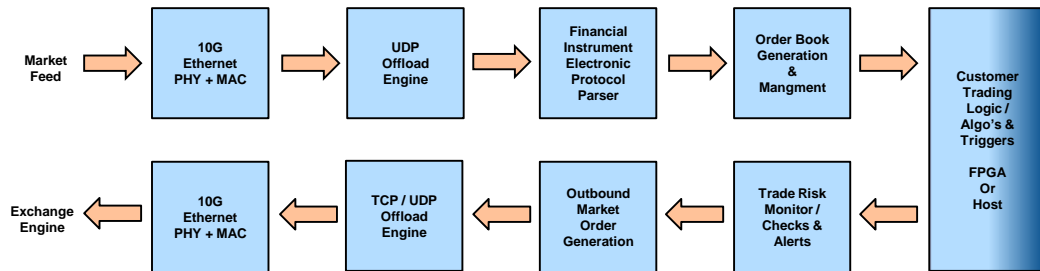 Market
Feed
10G
Ethernet
PHY + MAC
UDP
Offload
Engine
Financial
Instrument
Electronic
Protocol
Parser
Order Book
Generation
&
Mangment
Customer
Trading
Logic /
Algo's &
Triggers
FPGA
Or
Host
Exchange
Engine
10G
Ethernet
PHY + MAC
TCP / UDP
Offload
Engine
Outbound
Market
Order
Generation
Trade Risk
Monitor /
Checks &
Alerts